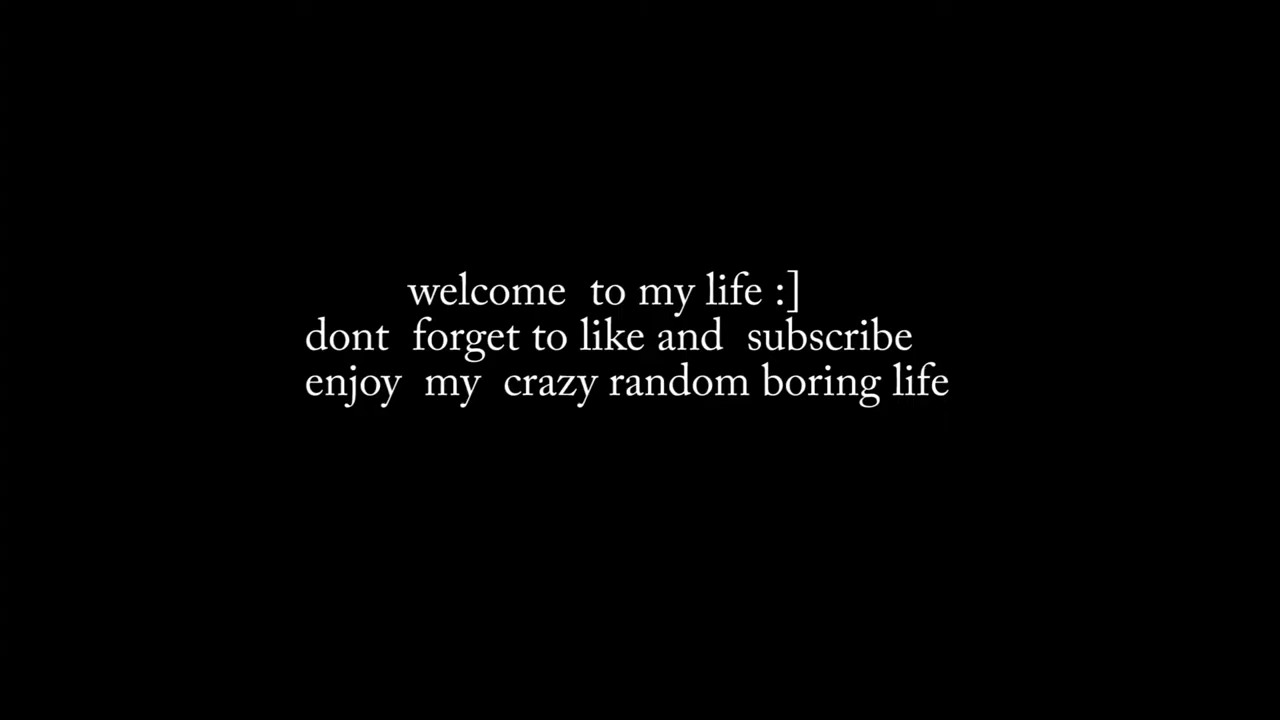 welcome  to my life :]
dont  forget to like and  subscribe
enjoy  my  crazy random boring life